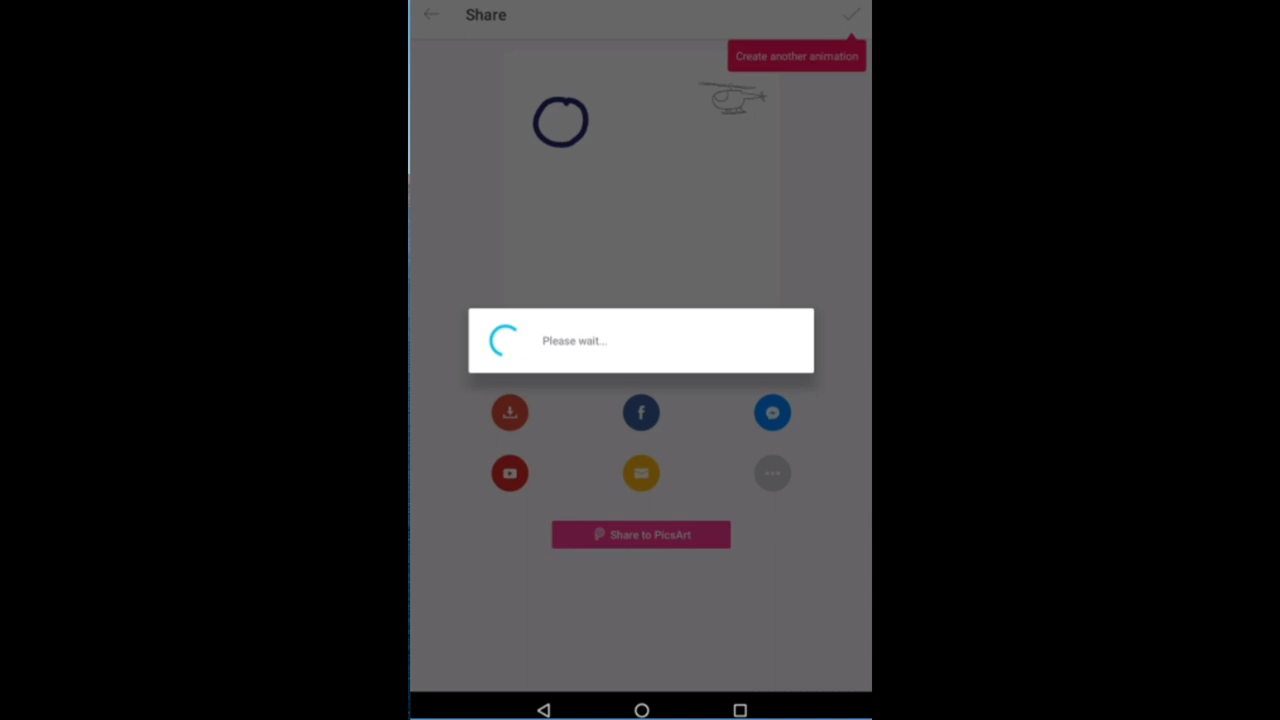 Share
Create another animation
Please wait...
Share to PicsArt